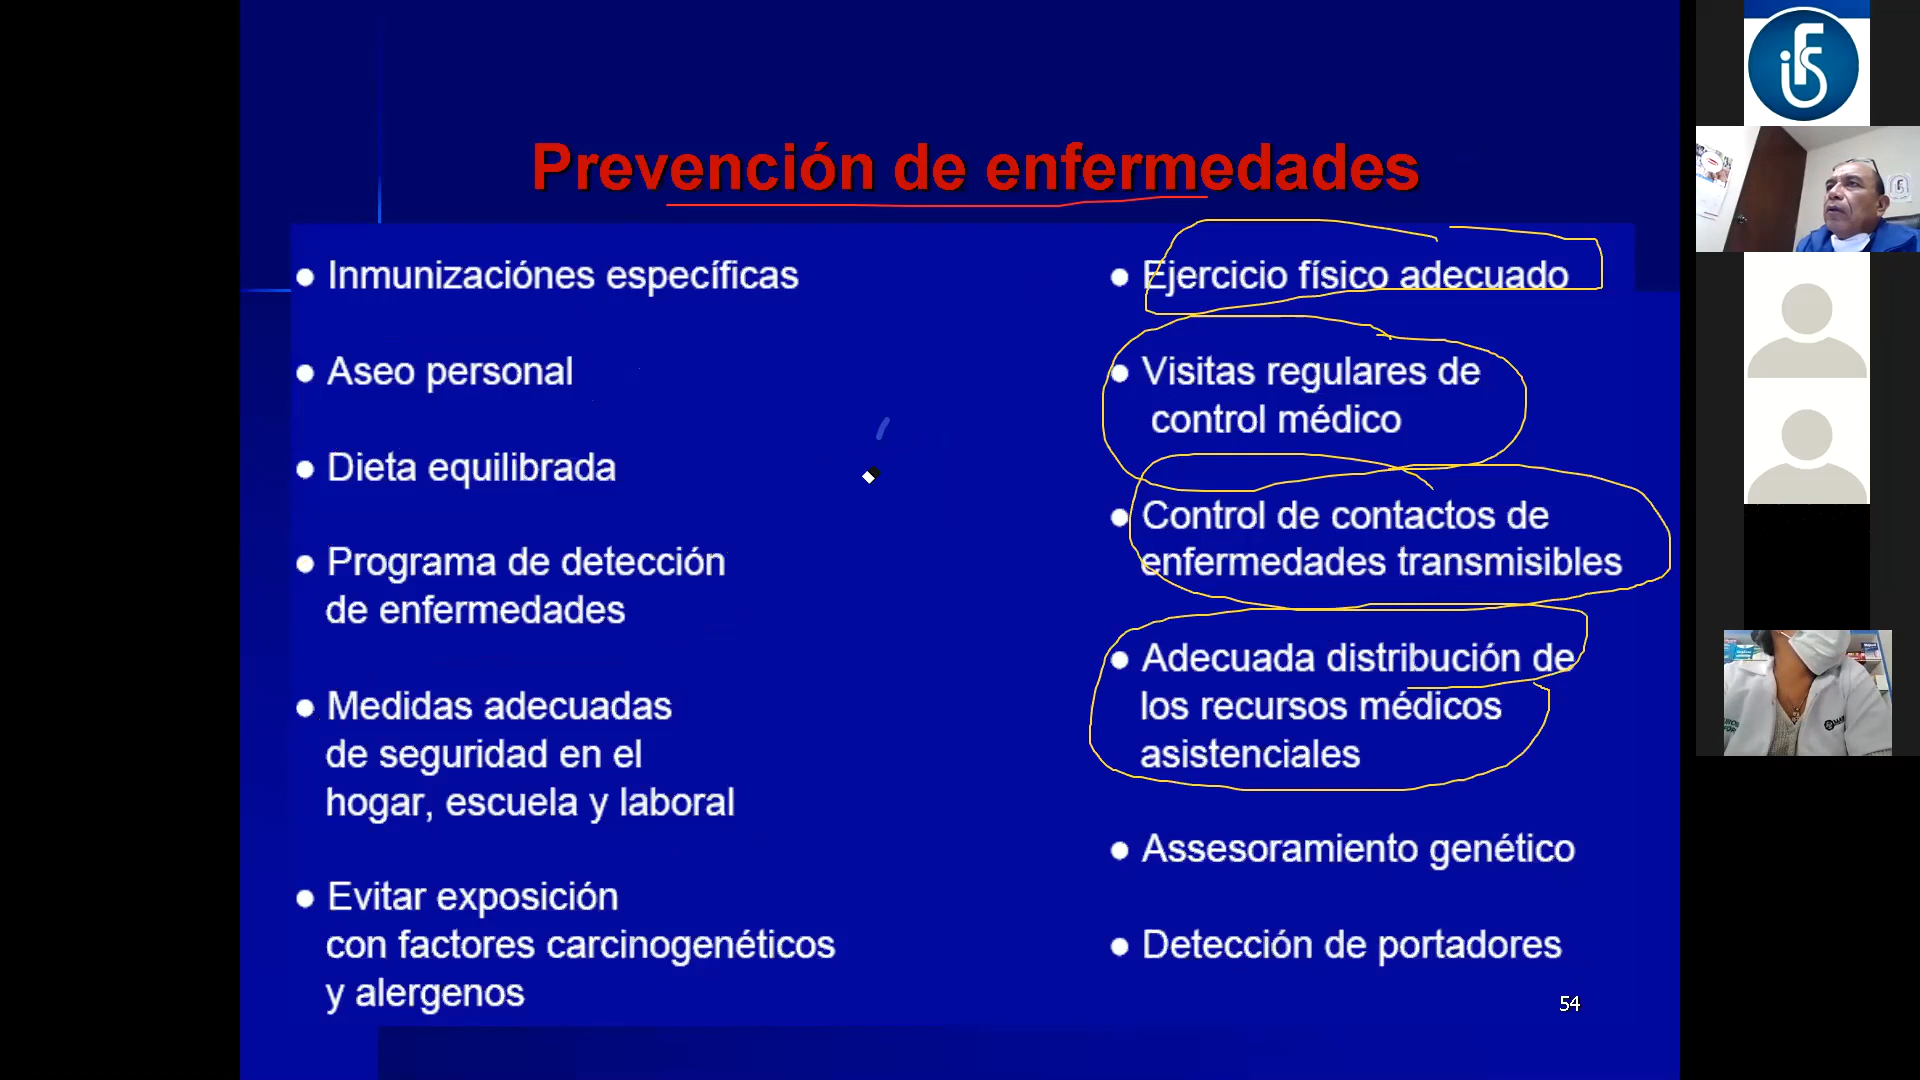 Prevención de enfermedades
● Inmunizaciónes específicas
● Aseo personal
● Dieta equilibrada
● Programa de detección
de enfermedades
● Medidas adecuadas
de seguridad en el
hogar, escuela y laboral
● Evitar exposición
con factores carcinogenéticos
y alergenos
● Ejercicio físico adecuado
● Visitas regulares de
control médico
● Control de contactos de
enfermedades transmisibles
● Adecuada distribución de
los recursos médicos
asistenciales
● Assesoramiento genético
● Detección de portadores
54